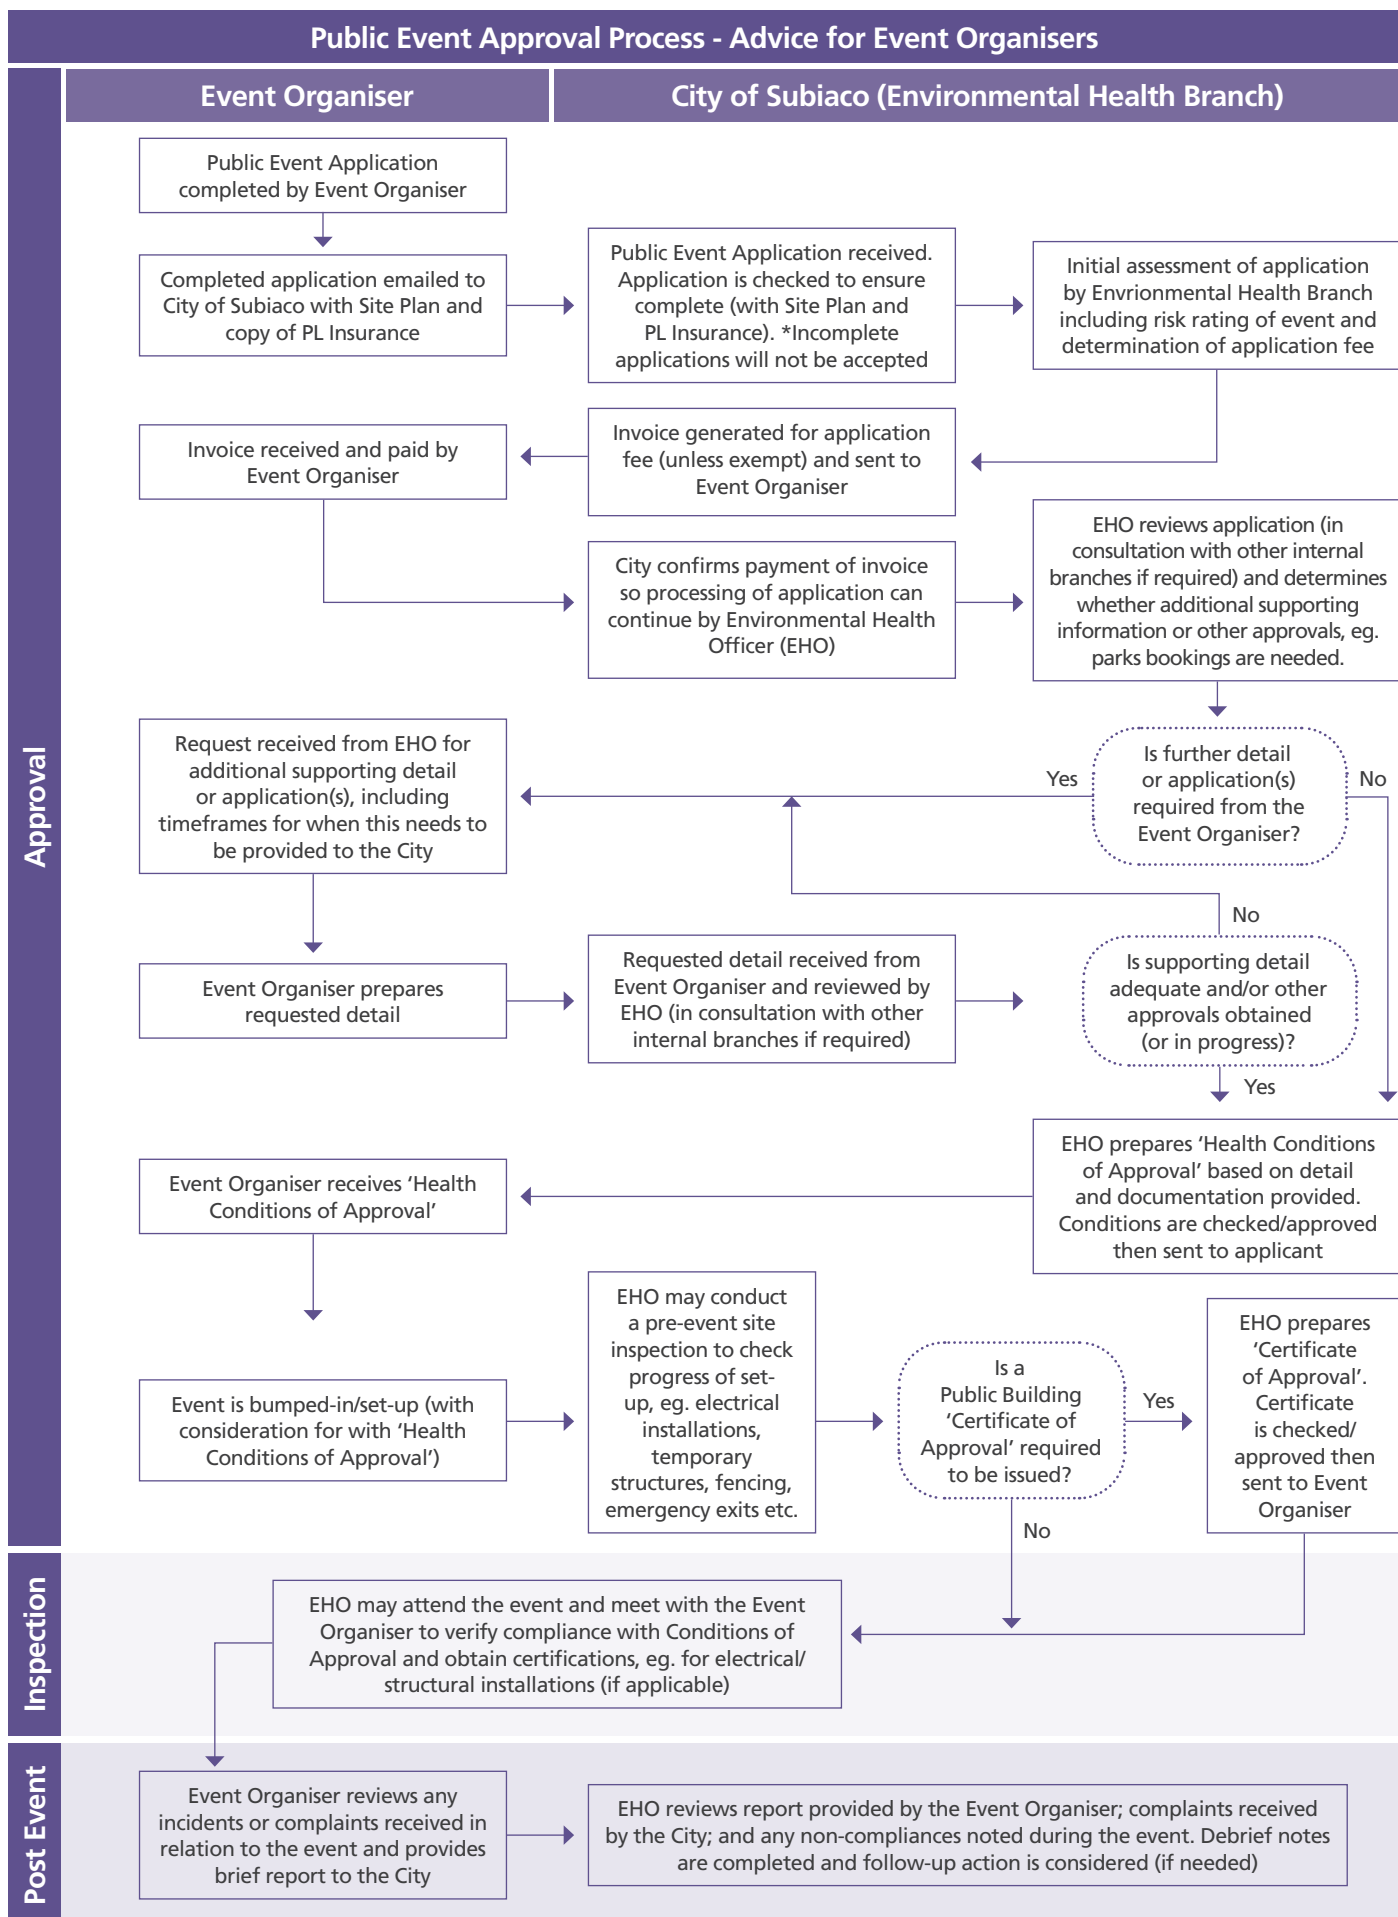 Public Event Approval Process - Advice for Event Organisers
Event Organiser
City of Subiaco (Environmental Health Branch)
Approval
Public Event Application
completed by Event Organiser
Completed application emailed to
City of Subiaco with Site Plan and
copy of PL Insurance
Public Event Application received.
Application is checked to ensure
complete (with Site Plan and
PL Insurance). *Incomplete
applications will not be accepted
Initial assessment of application
by Envrionmental Health Branch
including risk rating of event and
determination of application fee
Invoice generated for application
fee (unless exempt) and sent to
Event Organiser
Invoice received and paid by
Event Organiser
City confirms payment of invoice
so processing of application can
continue by Environmental Health
Officer (EHO)
EHO reviews application (in
consultation with other internal
branches if required) and determines
whether additional supporting
information or other approvals, eg.
parks bookings are needed.
Is further detail
or application(s)
required from the
Event Organiser?
Yes
No
Request received from EHO for
additional supporting detail
or application(s), including
timeframes for when this needs to
be provided to the City
Event Organiser prepares
requested detail
Requested detail received from
Event Organiser and reviewed by
EHO (in consultation with other
internal branches if required)
No
Is supporting detail
adequate and/or other
approvals obtained
(or in progress)?
Yes
EHO prepares ‘Health Conditions
of Approval’ based on detail
and documentation provided.
Conditions are checked/approved
then sent to applicant
Event Organiser receives ‘Health
Conditions of Approval’
Event is bumped-in/set-up (with
consideration for with ‘Health
Conditions of Approval’)
EHO may conduct
a pre-event site
inspection to check
progress of set-
up, eg. electrical
installations,
temporary
structures, fencing,
emergency exits etc.
Is a
Public Building
‘Certificate of
Approval’ required
to be issued?
Yes
No
EHO prepares
‘Certificate
of Approval’.
Certificate
is checked/
approved then
sent to Event
Organiser
Inspection
EHO may attend the event and meet with the Event
Organiser to verify compliance with Conditions of
Approval and obtain certifications, eg. for electrical/
structural installations (if applicable)
Post Event
Event Organiser reviews any
incidents or complaints received in
relation to the event and provides
brief report to the City
EHO reviews report provided by the Event Organiser; complaints received
by the City; and any non-compliances noted during the event. Debrief notes
are completed and follow-up action is considered (if needed)